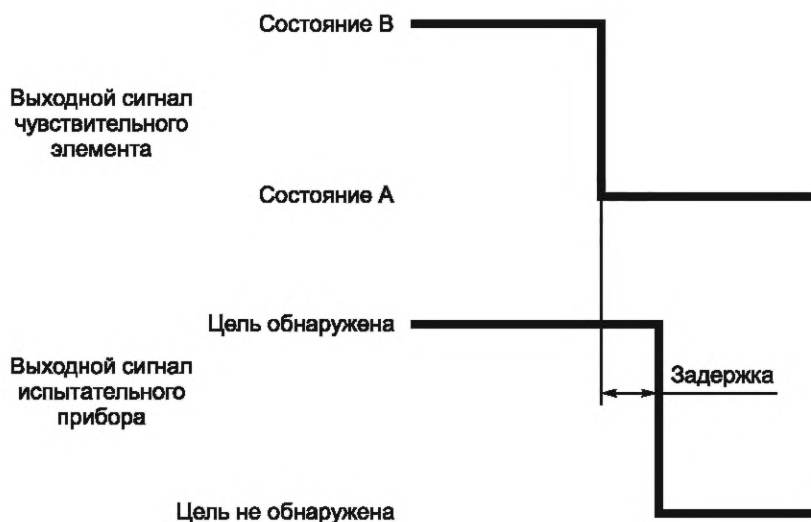 Состояние В
Выходной сигнал
чувствительного
элемента
Состояние А
Цель обнаружена
Выходной сигнал
испытательного
прибора
Задержка
Цель не обнаружена